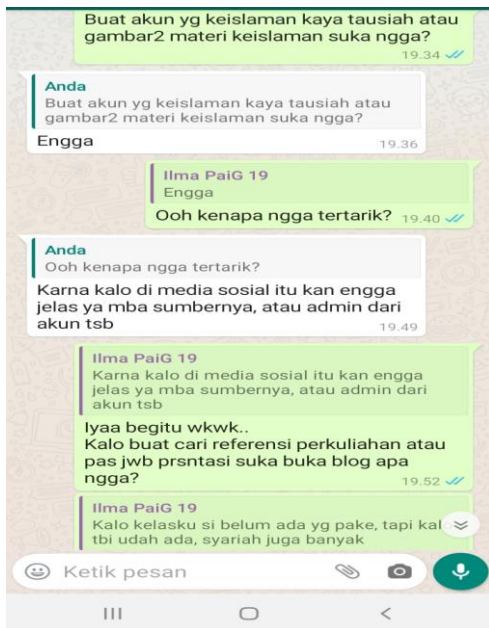 Buat akun yg keislaman kaya tausiah atau
gambar2 materi keislaman suka ngga?
19.34
Anda
Buat akun yg keislaman kaya tausiah atau
gambar2 materi keislaman suka ngga?
Engga
19.36
Ilma PaiG 19
Engga
Ooh kenapa ngga tertarik? 19.40
Anda
Ooh kenapa ngga tertarik?
Karna kalo di media sosial itu kan engga
jelas ya mba sumbernya, atau admin dari
akun tsb
19.49
Ilma PaiG 19
Karna kalo di media sosial itu kan engga
jelas ya mba sumbernya, atau admin dari
akun tsb
Iyaa begitu wkwk..
Kalo buat cari referensi perkuliahan atau
pas jwb prsntasi suka buka blog apa
ngga?
19.52
Ilma PaiG 19
Kalo kelasku si belum ada yg pake, tapi kal
tbi udah ada, syariah juga banyak
Ketik pesan